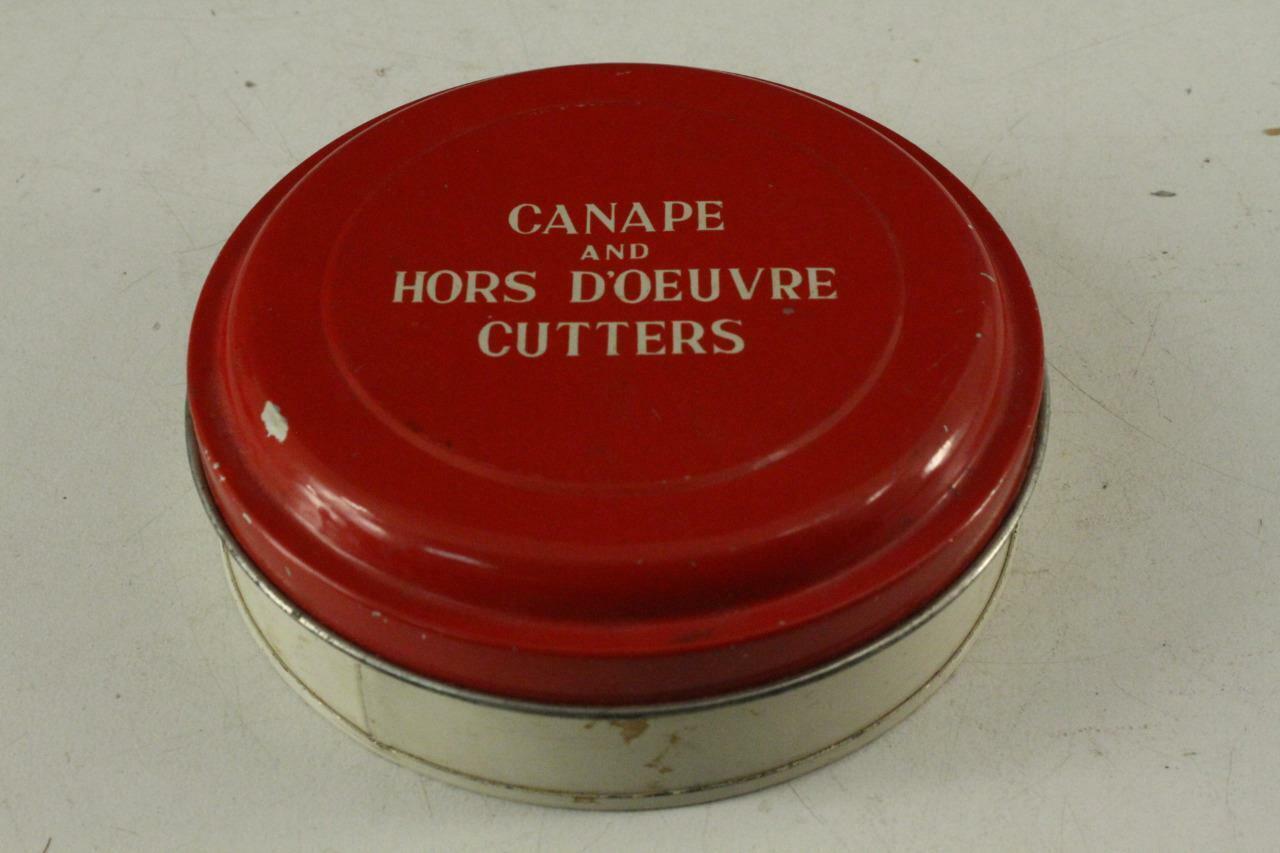 CANAPE
AND
HORS D'OEUVRE
CUTTERS